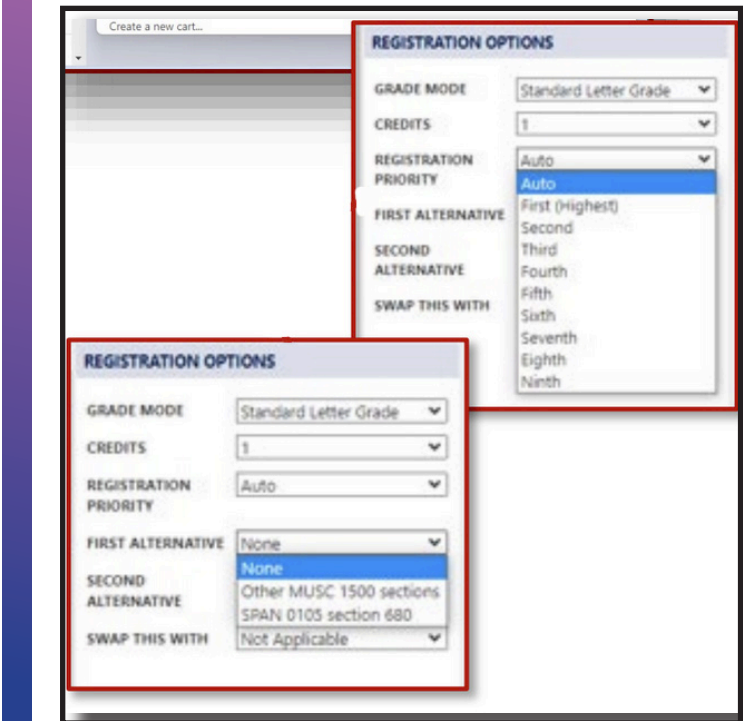 Create a new cart...
REGISTRATION OPTIONS
GRADE MODE Standard Letter Grade
CREDITS 1
REGISTRATION PRIORITY Auto
Auto
First (Highest)
Second
Third
Fourth
Fifth
Sixth
Seventh
Eighth
Ninth
FIRST ALTERNATIVE
SECOND
ALTERNATIVE
SWAP THIS WITH
REGISTRATION OPTIONS
GRADE MODE Standard Letter Grade
CREDITS 1
REGISTRATION Auto
PRIORITY
FIRST ALTERNATIVE None
None
Other MUSC 1500 sections
SPAN 0105 section 680
SECOND
ALTERNATIVE
SWAP THIS WITH Not Applicable